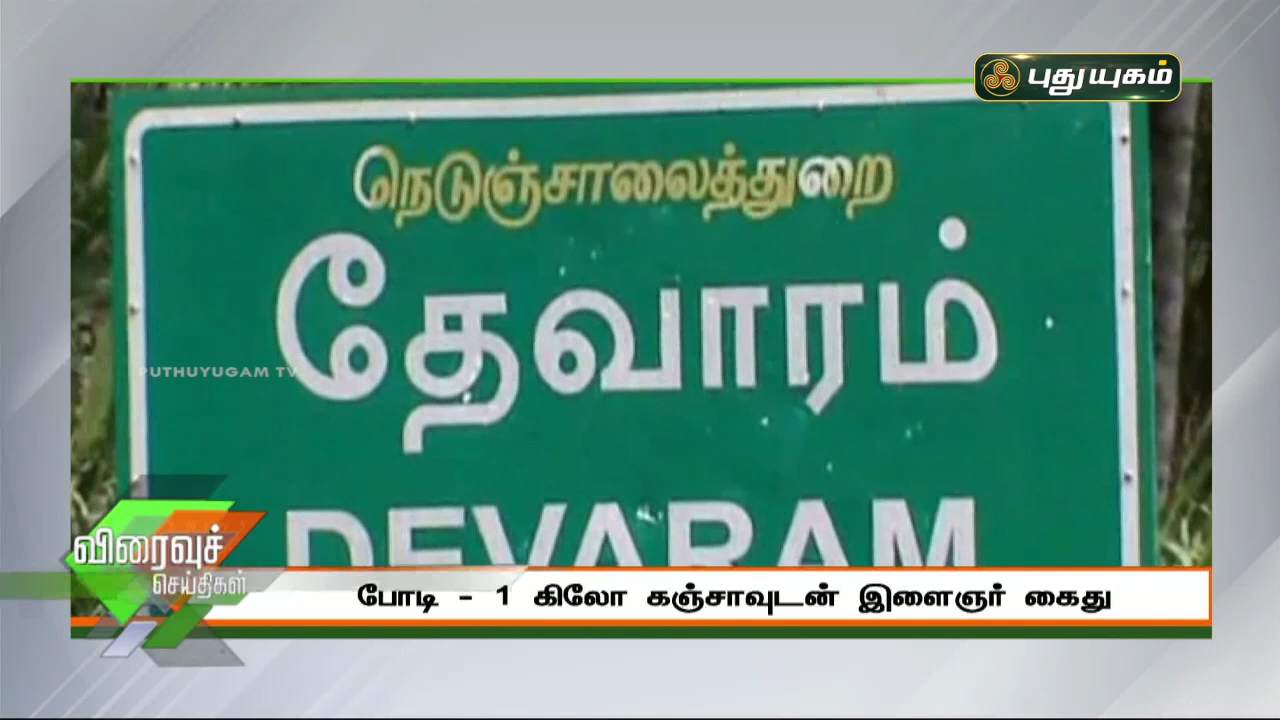 புதுயுகம்
நெடுஞ்சாலைத்துறை
தேவாரம்
PUTHUYUGAM TV
DEVARAM
விரைவுச்
செய்திகள்
போடி - 1 கிலோ கஞ்சாவுடன் இளைஞர் கைது